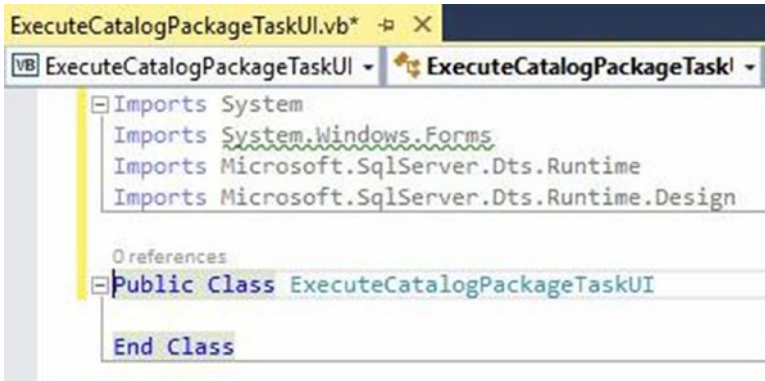 ExecuteCatalogPackageTaskUI.vb*
VB ExecuteCatalogPackageTaskUI ExecuteCatalogPackageTaskU
Imports System
Imports System.Windows.Forms
Imports Microsoft.SqlServer.Dts.Runtime
Imports Microsoft.SqlServer.Dts.Runtime.Design
0 references
Public Class ExecuteCatalogPackageTaskUI
End Class